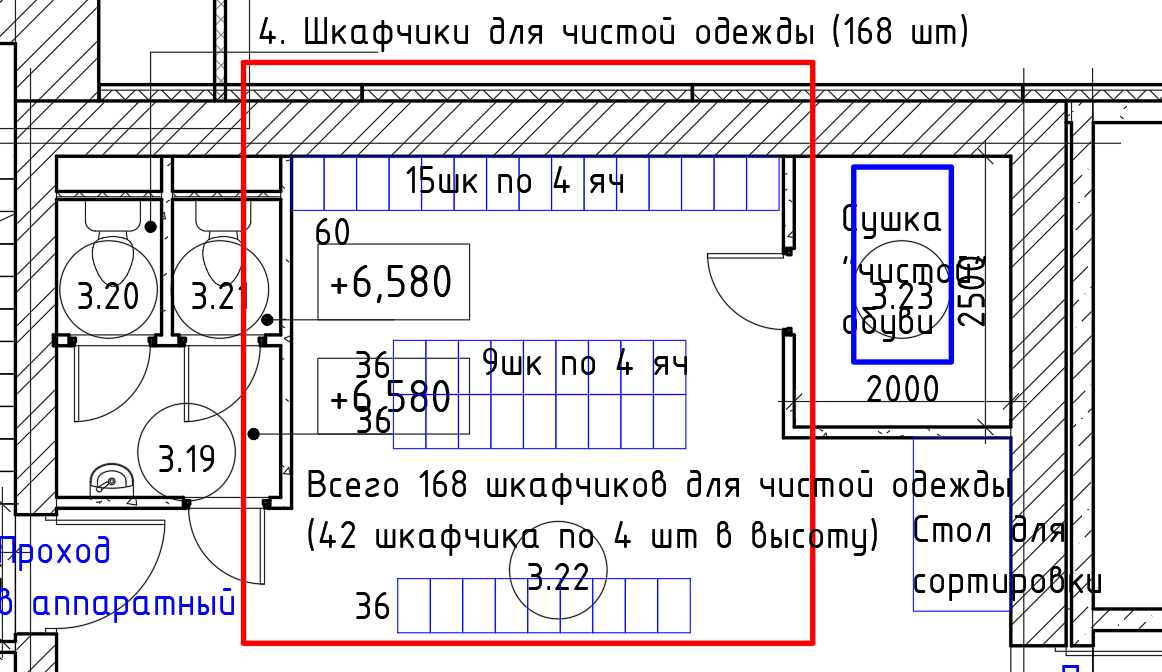 4. Шкафчики для чистой одежды (168 шт)
15шк по 4 яч
60
+6,580
3.20
3.21
Сушка
"чистой"
обуви
3.23
2500
2000
36
9шк по 4 яч
+6,580
36
3.19
Всего 168 шкафчиков для чистой одежды
(42 шкафчика по 4 шт в высоту)
Стол для
сортировки
Проход
в аппаратный
3.22
36